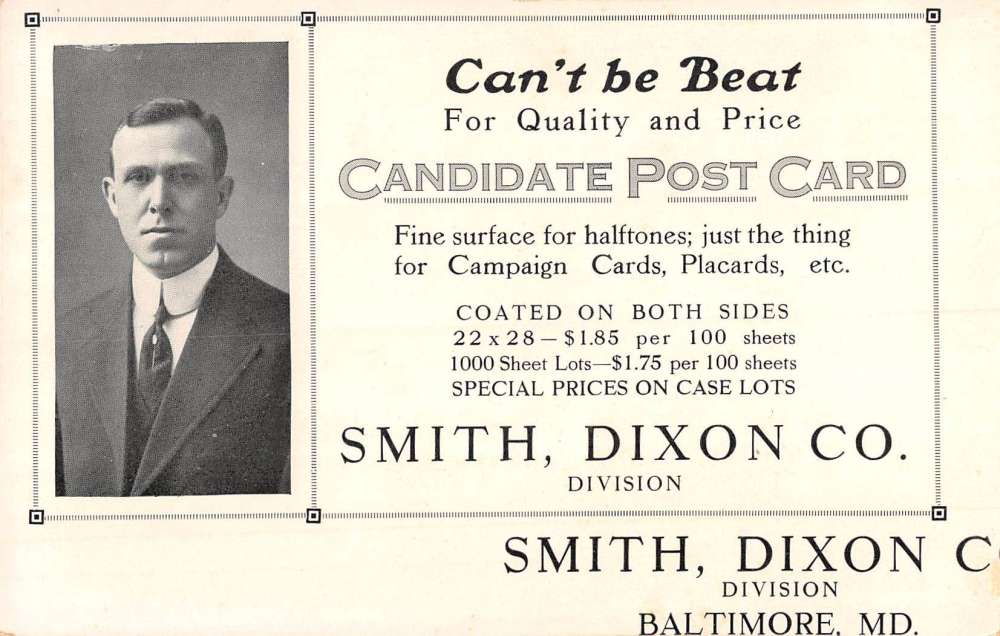 Can't be Beat
For Quality and Price
CANDIDATE POST CARD
Fine surface for halftones; just the thing
for Campaign Cards, Placards, etc.
COATED ON BOTH SIDES
22 x 28 — $1.85 per 100 sheets
1000 Sheet Lots—$1.75 per 100 sheets
SPECIAL PRICES ON CASE LOTS
SMITH, DIXON CO.
DIVISION
SMITH, DIXON C
DIVISION
BALTIMORE, MD.